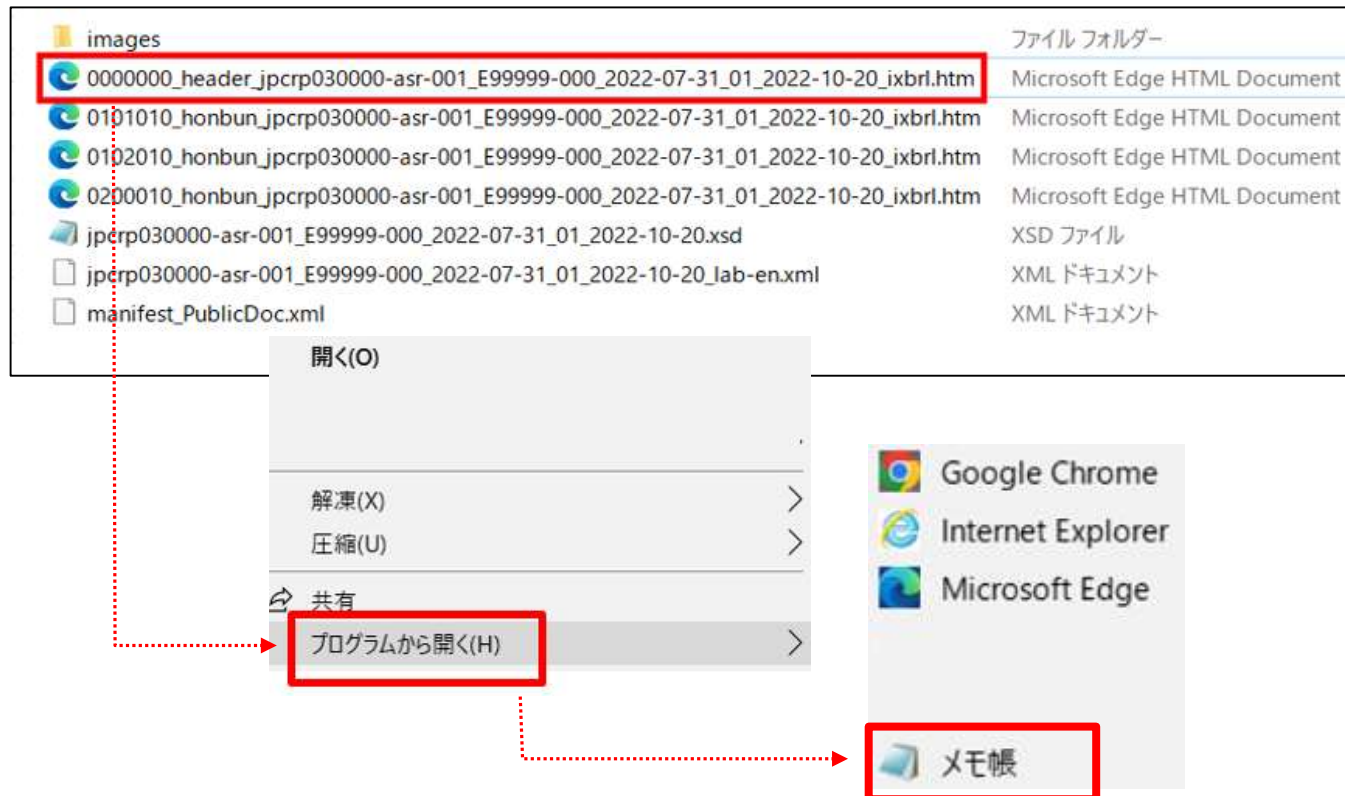 images ファイル フォルダー
0000000_header_jpcrp030000-asr-001_E99999-000_2022-07-31_01_2022-10-20_ixbrl.htm Microsoft Edge HTML Document
0101010_honbun_jpcrp030000-asr-001_E99999-000_2022-07-31_01_2022-10-20_ixbrl.htm Microsoft Edge HTML Document
0102010_honbun_jpcrp030000-asr-001_E99999-000_2022-07-31_01_2022-10-20_ixbrl.htm Microsoft Edge HTML Document
0200010_honbun_jpcrp030000-asr-001_E99999-000_2022-07-31_01_2022-10-20_ixbrl.htm Microsoft Edge HTML Document
jpcrp030000-asr-001_E99999-000_2022-07-31_01_2022-10-20.xsd XSD ファイル
jpcrp030000-asr-001_E99999-000_2022-07-31_01_2022-10-20_lab-en.xml XML ドキュメント
manifest_PublicDoc.xml XML ドキュメント
開く(O)
解凍(X)
圧縮(U)
共有
プログラムから開く(H)
Google Chrome
Internet Explorer
Microsoft Edge
メモ帳